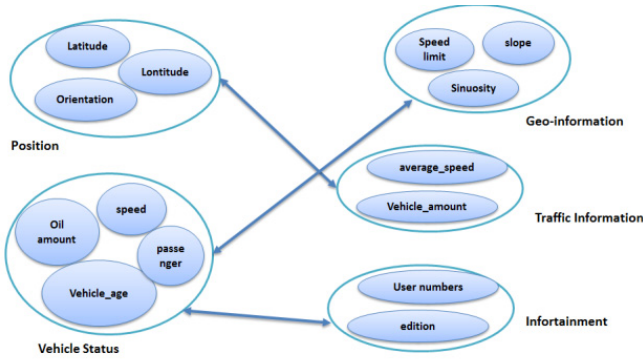 Latitude
Lontitude
Orientation
Position
Speed
limit
slope
Sinuosity
Geo-information
average_speed
Vehicle_amount
Traffic Information
Oil
amount
speed
passe
nger
Vehicle_age
Vehicle Status
User numbers
edition
Infortainment